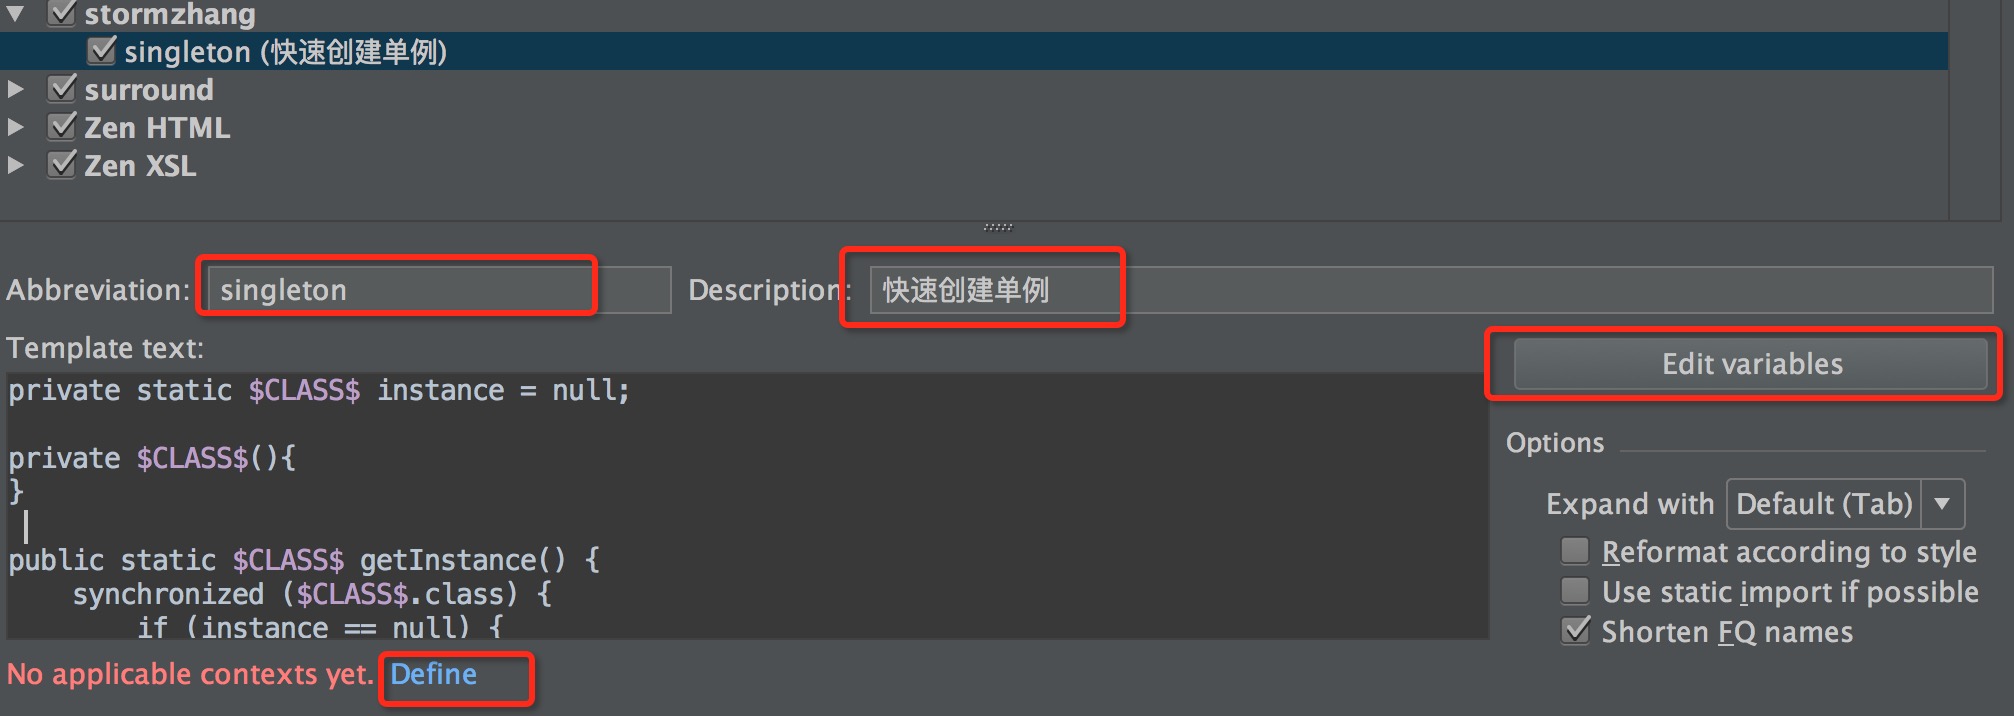 stormzhang
singleton (快速创建单例)
surround
Zen HTML
Zen XSL
Abbreviation: singleton Description: 快速创建单例
Template text:
Edit variables
private static $CLASS$ instance = null;
private $CLASS$(){
}
public static $CLASS$ getInstance() {
synchronized ($CLASS$.class) {
if (instance == null) {
Options
Expand with Default (Tab)
Reformat according to style
Use static import if possible
Shorten FQ names
No applicable contexts yet. Define